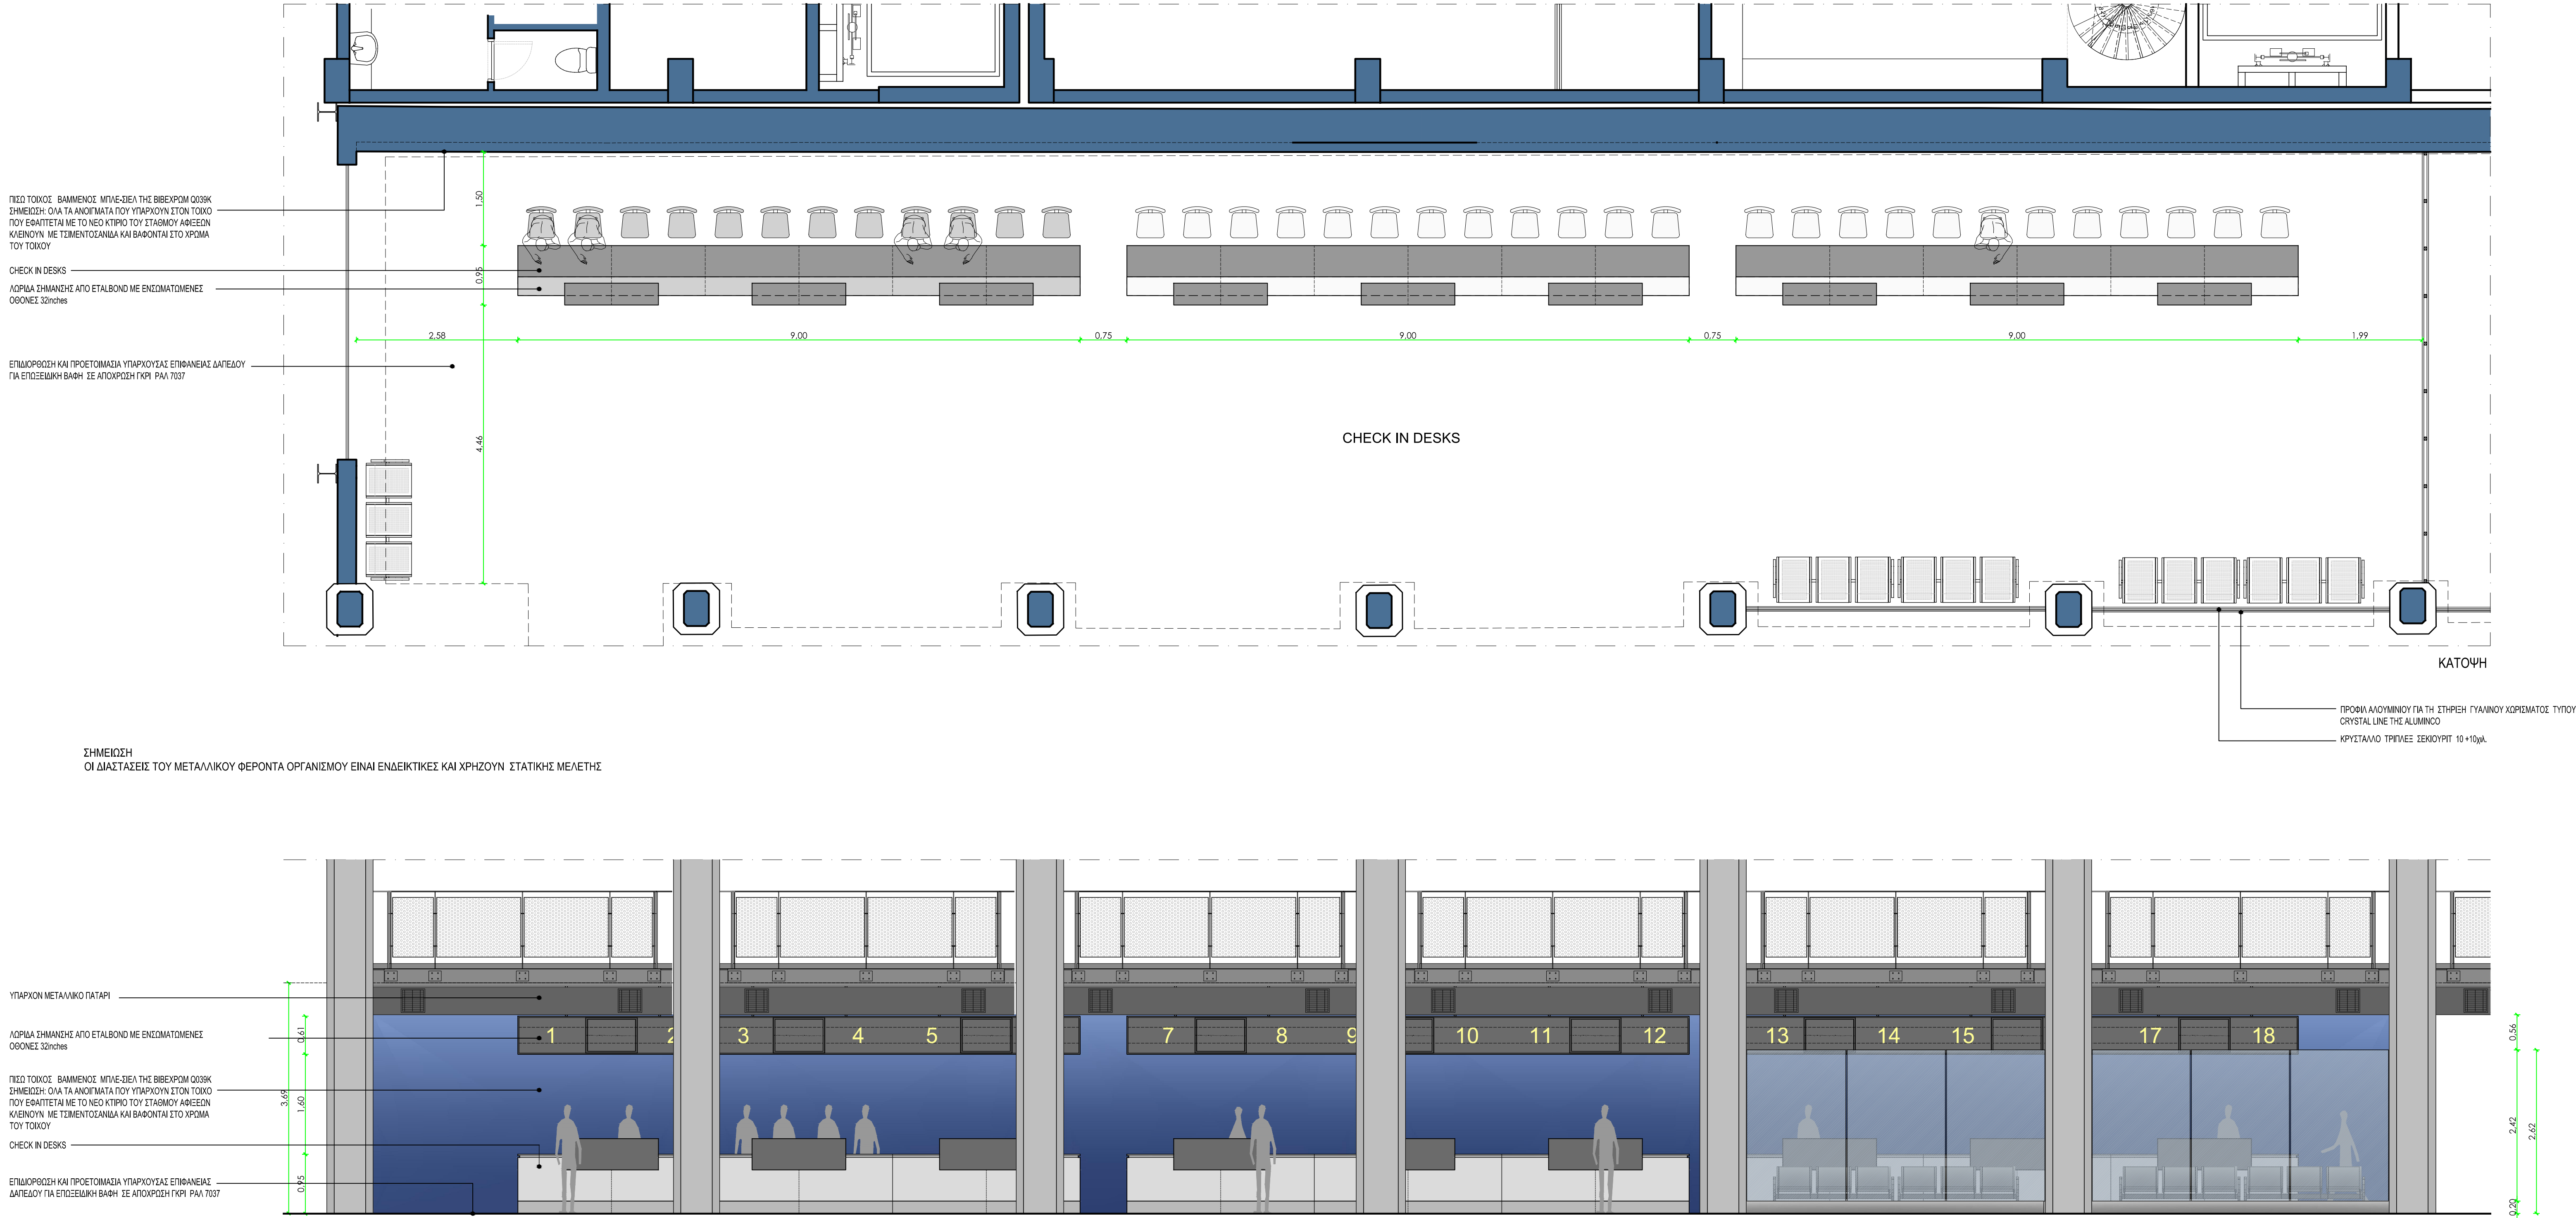 ΠΙΣΩ ΤΟΙΧΟΣ ΒΑΜΜΕΝΟΣ ΜΠΛΕ-ΣΙΕΛ ΤΗΣ ΒΙΒΕΧΡΩΜ Q039K
ΣΗΜΕΙΩΣΗ: ΟΛΑ ΤΑ ΑΝΟΙΓΜΑΤΑ ΠΟΥ ΥΠΑΡΧΟΥΝ ΣΤΟΝ ΤΟΙΧΟ
ΠΟΥ ΕΦΑΠΤΕΤΑΙ ΜΕ ΤΟ ΝΕΟ ΚΤΙΡΙΟ ΤΟΥ ΣΤΑΘΜΟΥ ΑΦΙΞΕΩΝ
ΚΛΕΙΝΟΥΝ ΜΕ ΤΣΙΜΕΝΤΟΣΑΝΙΔΑ ΚΑΙ ΒΑΦΟΝΤΑΙ ΣΤΟ ΧΡΩΜΑ
ΤΟΥ ΤΟΙΧΟΥ
CHECK IN DESKS
ΛΩΡΙΔΑ ΣΗΜΑΝΣΗΣ ΑΠΟ ETALBOND ΜΕ ΕΝΣΩΜΑΤΩΜΕΝΕΣ
ΟΘΟΝΕΣ 32inches
ΕΠΙΔΙΟΡΘΩΣΗ ΚΑΙ ΠΡΟΕΤΟΙΜΑΣΙΑ ΥΠΑΡΧΟΥΣΑΣ ΕΠΙΦΑΝΕΙΑΣ ΔΑΠΕΔΟΥ
ΓΙΑ ΕΠΩΞΕΙΔΙΚΗ ΒΑΦΗ ΣΕ ΑΠΟΧΡΩΣΗ ΓΚΡΙ ΡΑΛ 7037
1,50
0,95
4,46
2,58
9,00
0,75
9,00
0,75
9,00
1,99
CHECK IN DESKS
ΚΑΤΟΨΗ
ΠΡΟΦΙΛ ΑΛΟΥΜΙΝΙΟΥ ΓΙΑ ΤΗ ΣΤΗΡΙΞΗ ΓΥΑΛΙΝΟΥ ΧΩΡΙΣΜΑΤΟΣ ΤΥΠΟΥ
CRYSTAL LINE ΤΗΣ ALUMINCO
ΚΡΥΣΤΑΛΛΟ ΤΡΙΠΛΕΞ ΣΕΚΙΟΥΡΙΤ 10 +10χιλ.
ΣΗΜΕΙΩΣΗ
ΟΙ ΔΙΑΣΤΑΣΕΙΣ ΤΟΥ ΜΕΤΑΛΛΙΚΟΥ ΦΕΡΟΝΤΑ ΟΡΓΑΝΙΣΜΟΥ ΕΙΝΑΙ ΕΝΔΕΙΚΤΙΚΕΣ ΚΑΙ ΧΡΗΖΟΥΝ ΣΤΑΤΙΚΗΣ ΜΕΛΕΤΗΣ
ΥΠΑΡΧΟΝ ΜΕΤΑΛΛΙΚΟ ΠΑΤΑΡΙ
ΛΩΡΙΔΑ ΣΗΜΑΝΣΗΣ ΑΠΟ ETALBOND ΜΕ ΕΝΣΩΜΑΤΩΜΕΝΕΣ
ΟΘΟΝΕΣ 32inches
ΠΙΣΩ ΤΟΙΧΟΣ ΒΑΜΜΕΝΟΣ ΜΠΛΕ-ΣΙΕΛ ΤΗΣ ΒΙΒΕΧΡΩΜ Q039K
ΣΗΜΕΙΩΣΗ: ΟΛΑ ΤΑ ΑΝΟΙΓΜΑΤΑ ΠΟΥ ΥΠΑΡΧΟΥΝ ΣΤΟΝ ΤΟΙΧΟ
ΠΟΥ ΕΦΑΠΤΕΤΑΙ ΜΕ ΤΟ ΝΕΟ ΚΤΙΡΙΟ ΤΟΥ ΣΤΑΘΜΟΥ ΑΦΙΞΕΩΝ
ΚΛΕΙΝΟΥΝ ΜΕ ΤΣΙΜΕΝΤΟΣΑΝΙΔΑ ΚΑΙ ΒΑΦΟΝΤΑΙ ΣΤΟ ΧΡΩΜΑ
ΤΟΥ ΤΟΙΧΟΥ
CHECK IN DESKS
ΕΠΙΔΙΟΡΘΩΣΗ ΚΑΙ ΠΡΟΕΤΟΙΜΑΣΙΑ ΥΠΑΡΧΟΥΣΑΣ ΕΠΙΦΑΝΕΙΑΣ
ΔΑΠΕΔΟΥ ΓΙΑ ΕΠΩΞΕΙΔΙΚΗ ΒΑΦΗ ΣΕ ΑΠΟΧΡΩΣΗ ΓΚΡΙ ΡΑΛ 7037
3,69
0,61
1,60
0,95
1 2 3 4 5 7 8 9 10 11 12 13 14 15 17 18
0,56
2,42
2,62
0,20